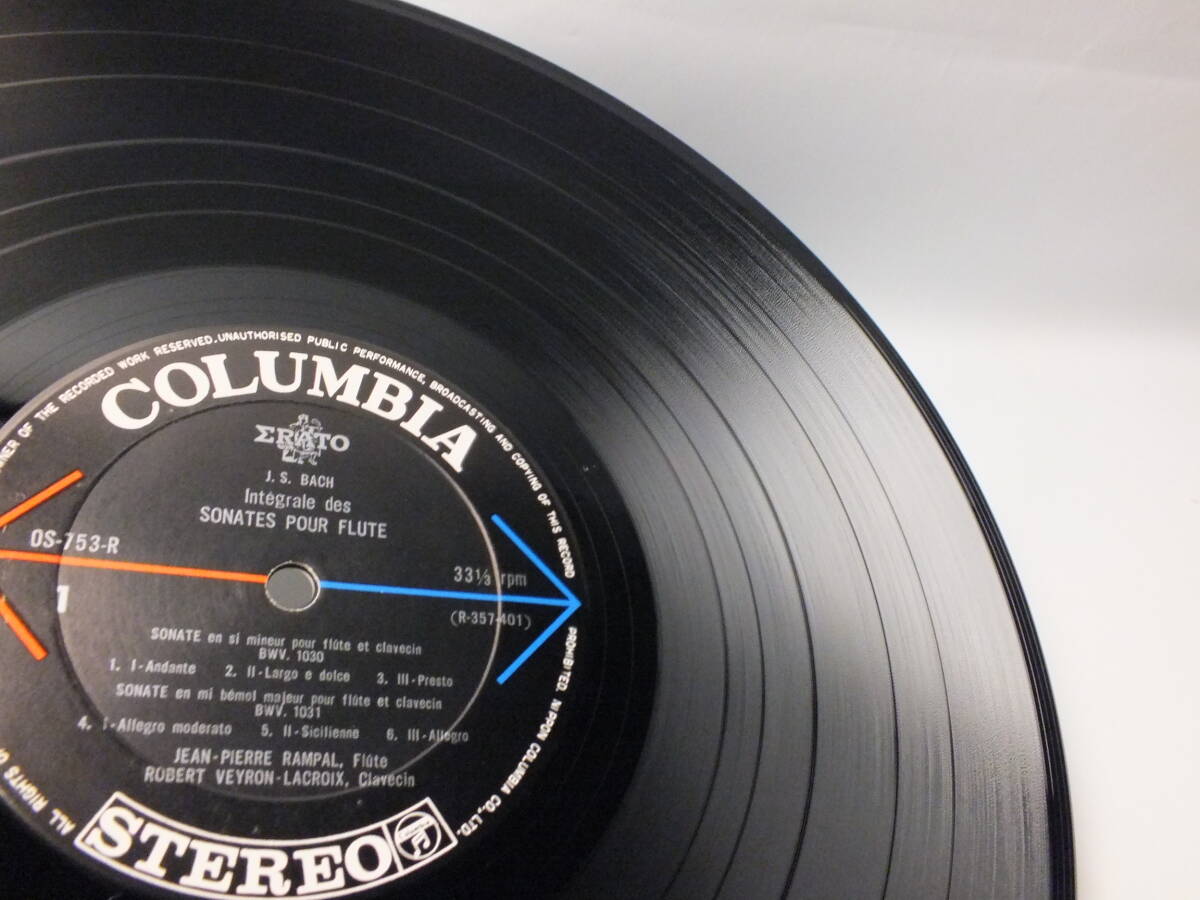 NER OF THE RECORDED WORK RESERVED. UNAUTHORISED PUBLIC PERFORMANCE, BROADCASTING AND COPYING OF THIS RECORD PROHIBITED. NIPPON COLUMBIA CO., LTD.
COLUMBIA
ΣRATO
J. S. BACH
Intégrale des
SONATES POUR FLUTE
OS-753-R
33⅓ rpm
1
(R-357401)
SONATE en si mineur pour flûte et clavecin
BWV. 1030
1. I-Andante 2. II-Largo e dolce 3. III-Presto
SONATE en mi bémol majeur pour flûte et clavecin
BWV. 1031
4. I-Allegro moderato 5. II-Sicilienne 6. III-Allegro
JEAN-PIERRE RAMPAL, Flûte
ROBERT VEYRON-LACROIX, Clavecin
ALL RIGHTS O
STEREO